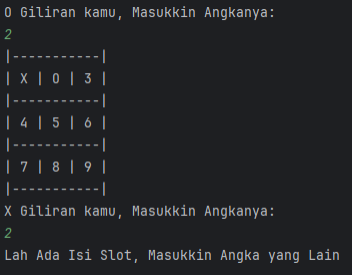 O Giliran kamu, Masukkin Angkanya:
2
|-----------|
| X | O | 3 |
|-----------|
| 4 | 5 | 6 |
|-----------|
| 7 | 8 | 9 |
|-----------|
X Giliran kamu, Masukkin Angkanya:
2
Lah Ada Isi Slot, Masukkin Angka yang Lain